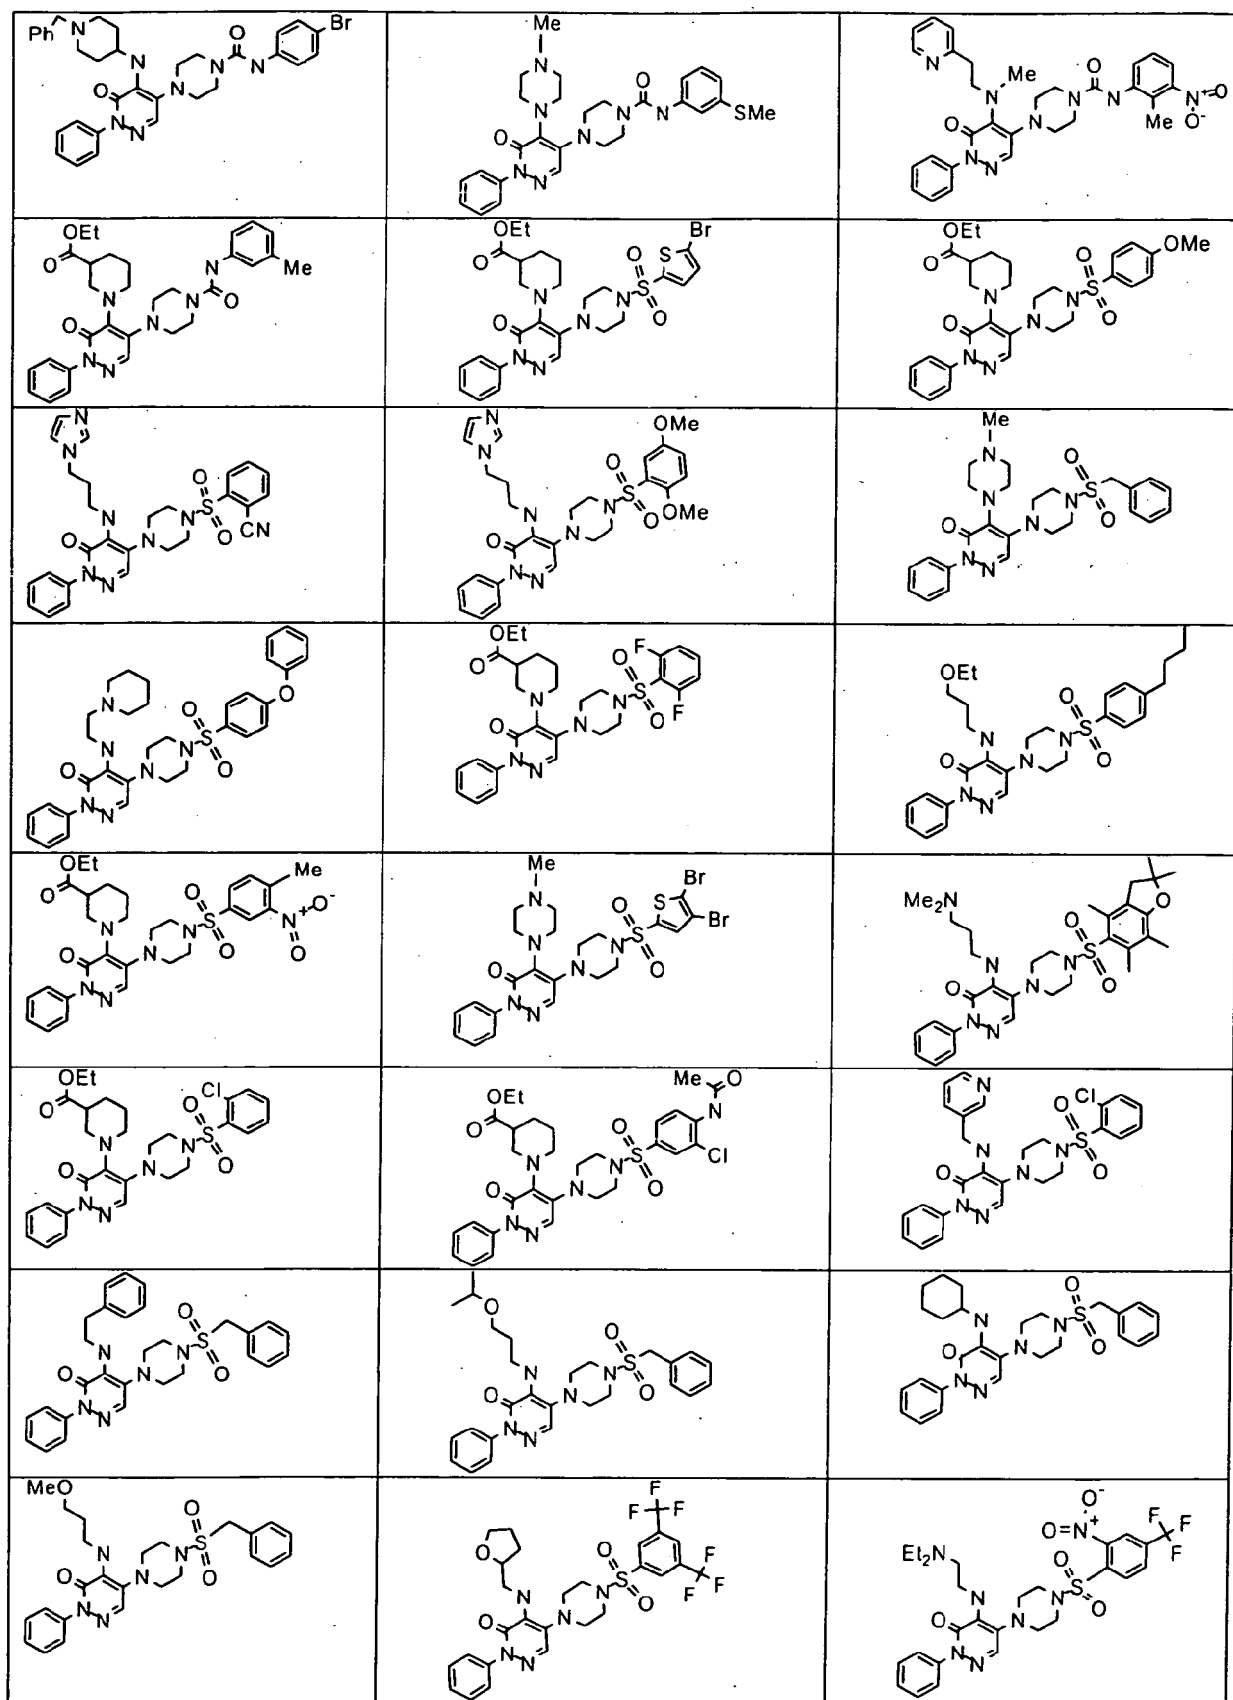 Ph N N O N N Br
O N
N N
Me
N
N N O N SMe
O N
N N
N N Me N O N Me N+ O O-
O N
N N
OEt
O N Me
N N O
O N
N N
OEt
O O S Br
N N S O
O N
N N
OEt
O O OMe
N N S O
O N
N N
N
N O
N N S O CN
O N
N N
N
N O OMe
N N S O OMe
O N
N N
Me
N O
N N S O
O N
N N
N O O
N N S O
O N
N N
OEt
O O F
N N S O F
O N
N N
OEt
O
N N S O
O N
N N
OEt
O O Me
N N S O N+ O- O
O N
N N
Me
N O S Br
N N S O Br
O N
N N
Me2N O O
N N S O
O N
N N
OEt
O O Cl
N N S O
O N
N N
Me O
OEt
O O N
N N S O Cl
O N
N N
N
O Cl
N N S O
O N
N N
O
N N S O
O N
N N
O O
N N S O
O N
N N
O
N N S O
O N
N N
MeO
O
N N S O
O N
N N
F F F
O O
N N S O F F F
O N
N N
O- O=N+ F F F
Et2N O
N N S O
O N
N N